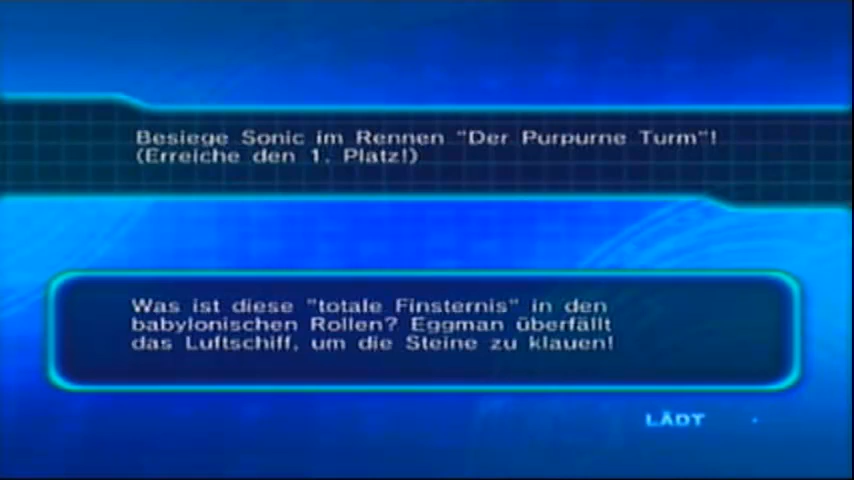 Besiege Sonic im Rennen "Der Purpurne Turm"!
(Erreiche den 1. Platz!)
Was ist diese "totale Finsternis" in den
babylonischen Rollen? Eggman überfällt
das Luftschiff, um die Steine zu klauen!
LÄDT